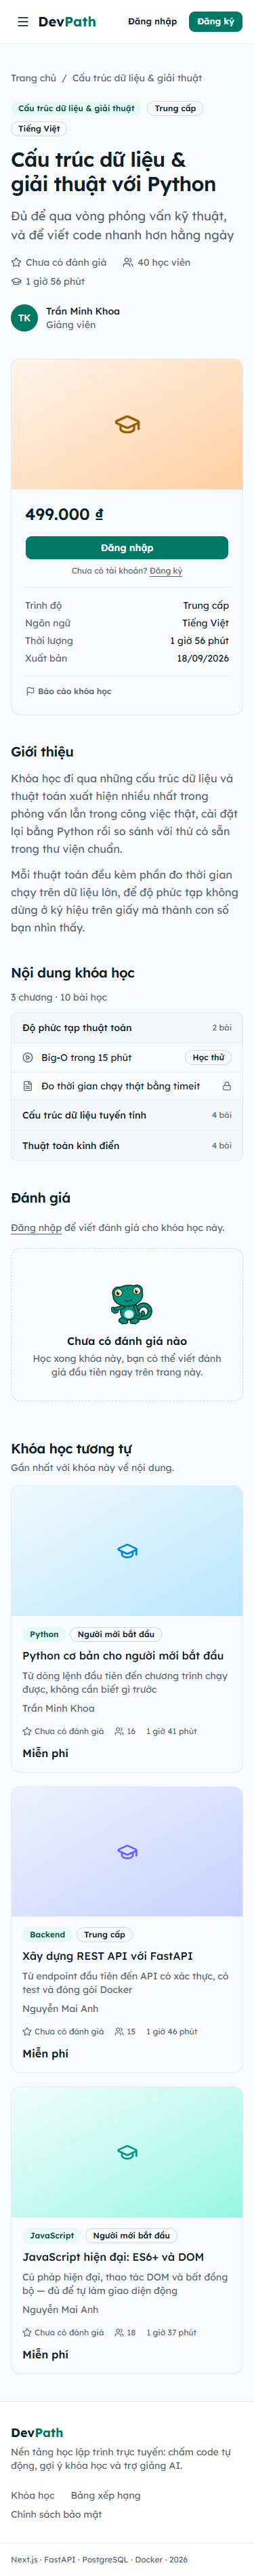 DevPath
Đăng nhập
Đăng ký
Trang chủ / Cấu trúc dữ liệu & giải thuật
Cấu trúc dữ liệu & giải thuật
Trung cấp
Tiếng Việt
Cấu trúc dữ liệu &
giải thuật với Python
Đủ để qua vòng phỏng vấn kỹ thuật,
và để viết code nhanh hơn hằng ngày
Chưa có đánh giá
40 học viên
1 giờ 56 phút
TK
Trần Minh Khoa
Giảng viên
499.000 ₫
Đăng nhập
Chưa có tài khoản? Đăng ký
Trình độ
Trung cấp
Ngôn ngữ
Tiếng Việt
Thời lượng
1 giờ 56 phút
Xuất bản
18/09/2026
Báo cáo khóa học
Giới thiệu
Khóa học đi qua những cấu trúc dữ liệu và
thuật toán xuất hiện nhiều nhất trong
phỏng vấn lẫn trong công việc thật, cài đặt
lại bằng Python rồi so sánh với thứ có sẵn
trong thư viện chuẩn.
Mỗi thuật toán đều kèm phần đo thời gian
chạy trên dữ liệu lớn, để độ phức tạp không
dừng ở ký hiệu trên giấy mà thành con số
bạn nhìn thấy.
Nội dung khóa học
3 chương · 10 bài học
Độ phức tạp thuật toán
2 bài
Big-O trong 15 phút
Học thử
Đo thời gian chạy thật bằng timeit
Cấu trúc dữ liệu tuyến tính
4 bài
Thuật toán kinh điển
4 bài
Đánh giá
Đăng nhập để viết đánh giá cho khóa học này.
Chưa có đánh giá nào
Học xong khóa này, bạn có thể viết đánh
giá đầu tiên ngay trên trang này.
Khóa học tương tự
Gần nhất với khóa này về nội dung.
Python
Người mới bắt đầu
Python cơ bản cho người mới bắt đầu
Từ dòng lệnh đầu tiên đến chương trình chạy
được, không cần biết gì trước
Trần Minh Khoa
Chưa có đánh giá
16
1 giờ 41 phút
Miễn phí
Backend
Trung cấp
Xây dựng REST API với FastAPI
Từ endpoint đầu tiên đến API có xác thực, có
test và đóng gói Docker
Nguyễn Mai Anh
Chưa có đánh giá
15
1 giờ 46 phút
Miễn phí
JavaScript
Người mới bắt đầu
JavaScript hiện đại: ES6+ và DOM
Cú pháp hiện đại, thao tác DOM và bất đồng
bộ — đủ để tự làm giao diện động
Nguyễn Mai Anh
Chưa có đánh giá
18
1 giờ 37 phút
Miễn phí
DevPath
Nền tảng học lập trình trực tuyến: chấm code tự
động, gợi ý khóa học và trợ giảng AI.
Khóa học
Bảng xếp hạng
Chính sách bảo mật
Next.js · FastAPI · PostgreSQL · Docker · 2026